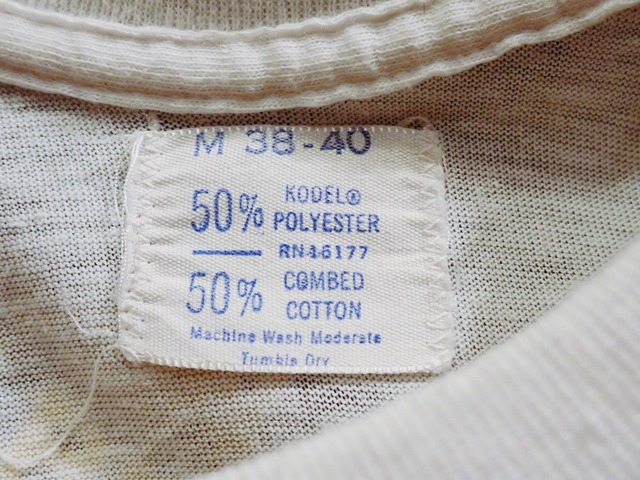 M 38-40
50% KODEL® POLYESTER
RN16177
50% COMBED COTTON
Machine Wash Moderate
Tumble Dry